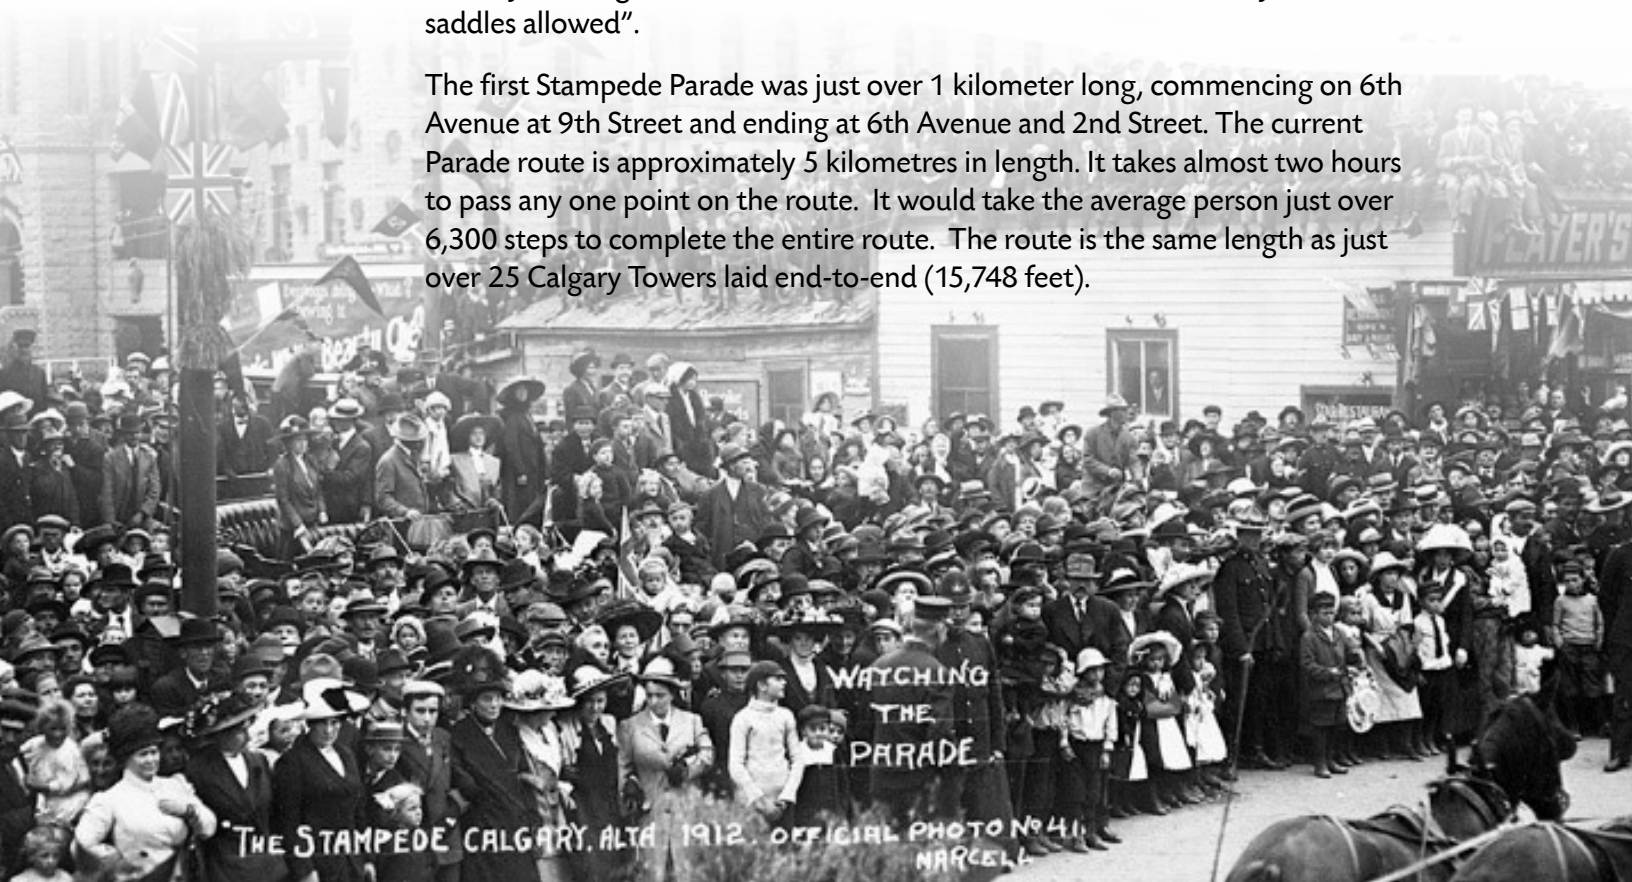 saddles allowed”.
The first Stampede Parade was just over 1 kilometer long, commencing on 6th
Avenue at 9th Street and ending at 6th Avenue and 2nd Street. The current
Parade route is approximately 5 kilometres in length. It takes almost two hours
to pass any one point on the route.  It would take the average person just over
6,300 steps to complete the entire route.  The route is the same length as just
over 25 Calgary Towers laid end-to-end (15,748 feet).
PLAYER'S
WATCHING
THE
PARADE
"THE STAMPEDE" CALGARY. ALTA 1912. OFFICIAL PHOTO No 41.
MARCELL